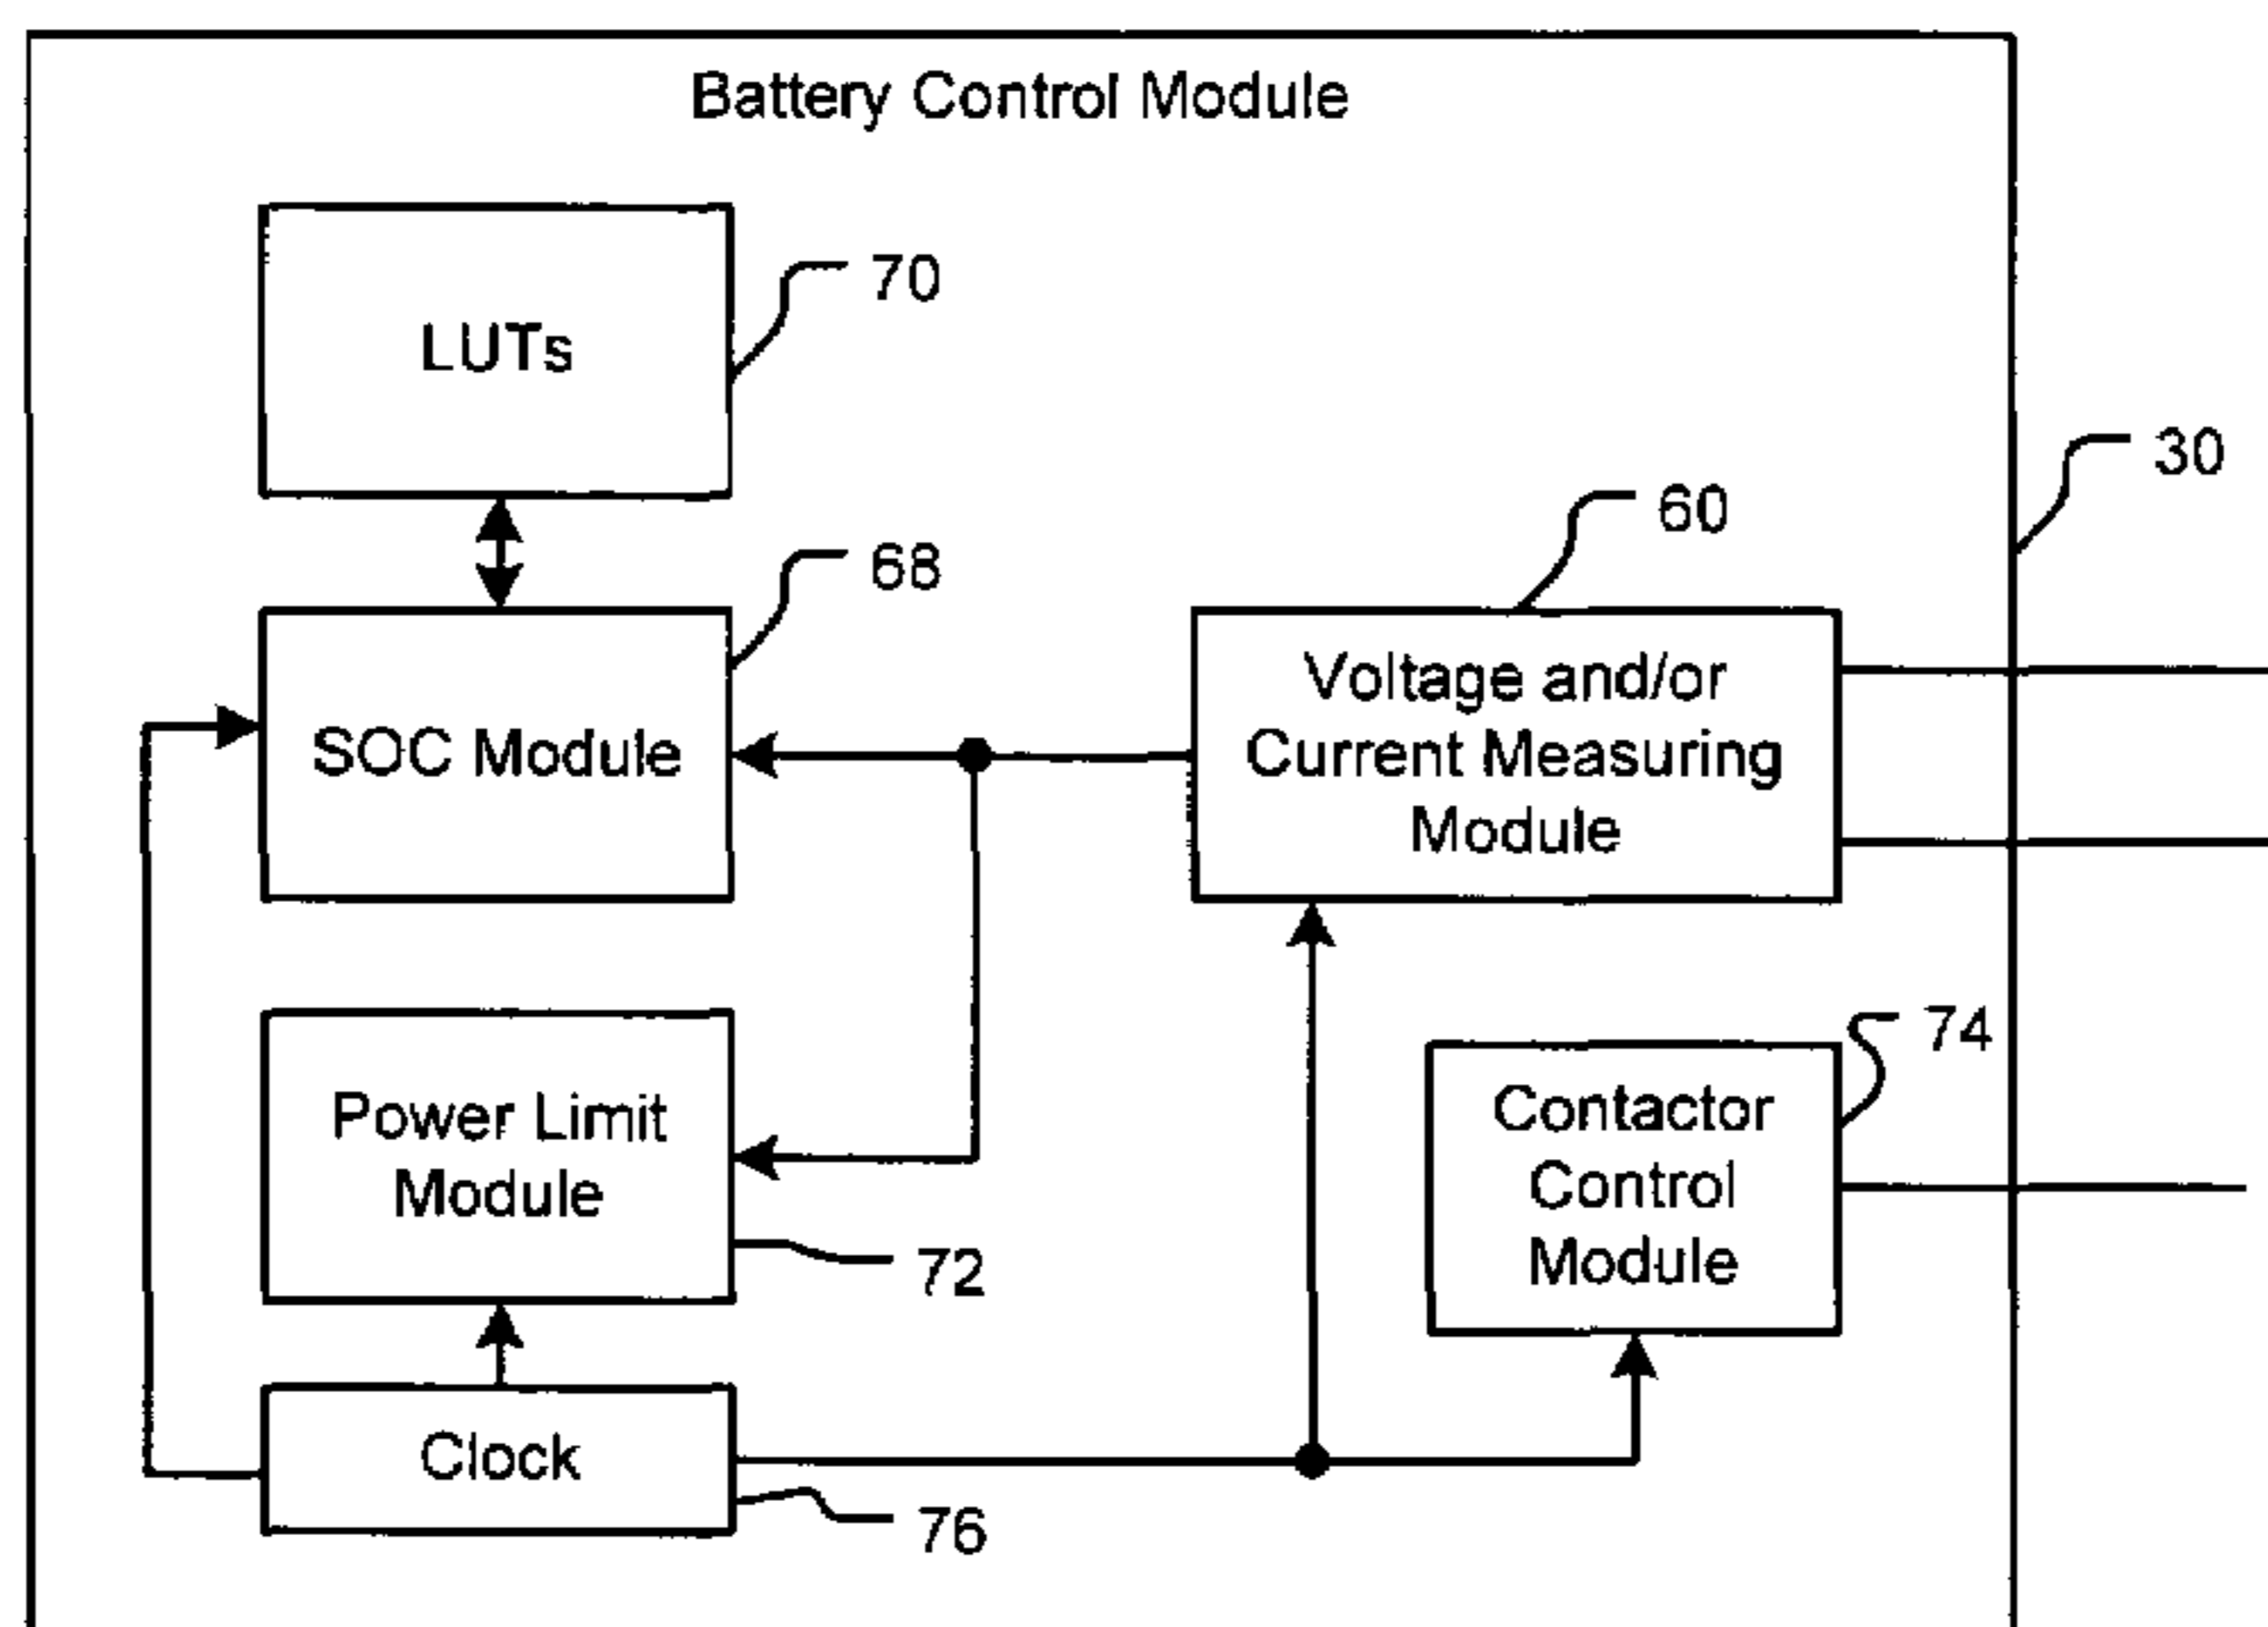 Battery Control Module
70
LUTs
30
60
68
Voltage and/or
Current Measuring
Module
SOC Module
74
Contactor
Control
Module
Power Limit
Module
72
Clock
76